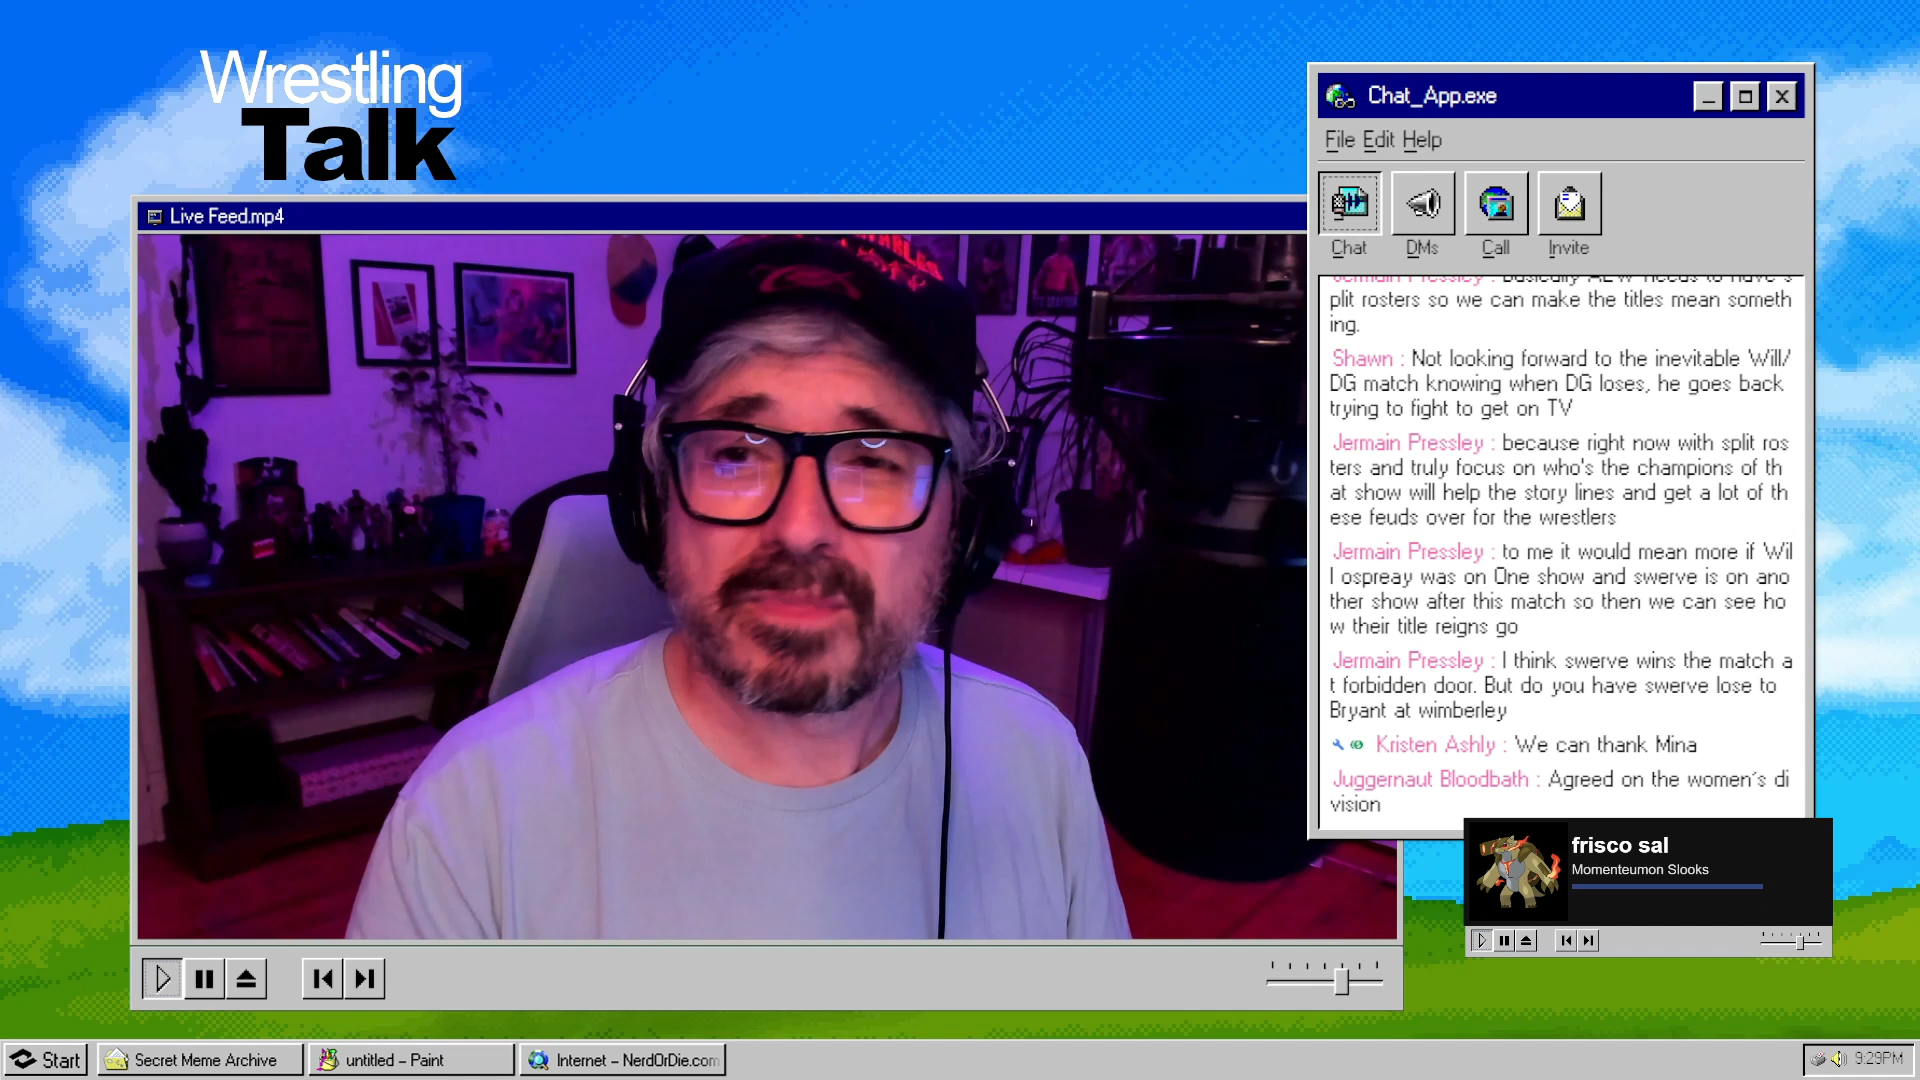 Wrestling
Talk
Live Feed.mp4
Chat_App.exe
File Edit Help
Chat DMs Call Invite
Jermain Pressley : Basically AEW needs to have s
plit rosters so we can make the titles mean someth
ing.
Shawn : Not looking forward to the inevitable Will/
DG match knowing when DG loses, he goes back
trying to fight to get on TV
Jermain Pressley : because right now with split ros
ters and truly focus on who's the champions of th
at show will help the story lines and get a lot of th
ese feuds over for the wrestlers
Jermain Pressley : to me it would mean more if Wil
l ospreay was on One show and swerve is on ano
ther show after this match so then we can see ho
w their title reigns go
Jermain Pressley : I think swerve wins the match a
t forbidden door. But do you have swerve lose to
Bryant at wimberley
Kristen Ashly : We can thank Mina
Juggernaut Bloodbath : Agreed on the women's di
vision
frisco sal
Momenteumon Slooks
Start
Secret Meme Archive
untitled - Paint
Internet - NerdOrDie.com
9:29PM